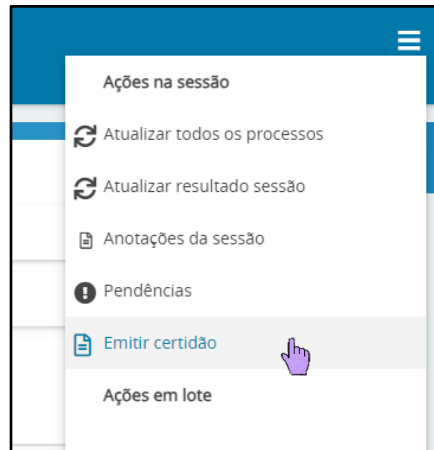 Ações na sessão
Atualizar todos os processos
Atualizar resultado sessão
Anotações da sessão
Pendências
Emitir certidão
Ações em lote